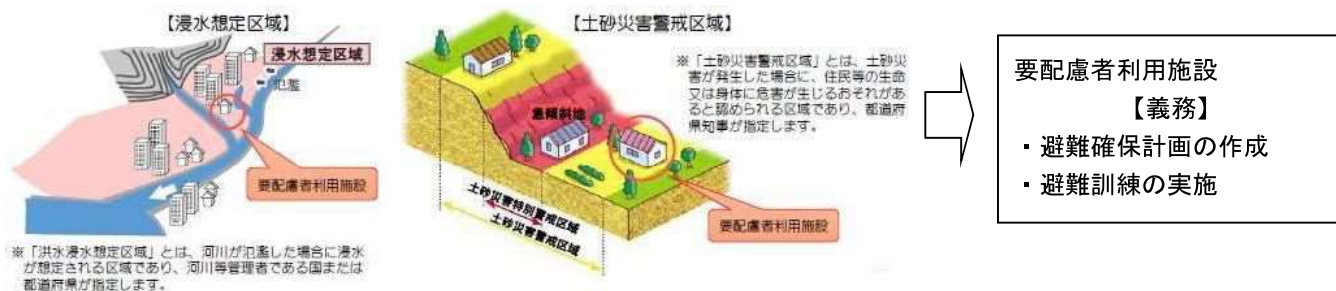 【浸水想定区域】
浸水想定区域
氾濫
要配慮者利用施設
※「洪水浸水想定区域」とは、河川が氾濫した場合に浸水
が想定される区域であり、河川等管理者である国または
都道府県が指定します。
【土砂災害警戒区域】
※「土砂災害警戒区域」とは、土砂災
害が発生した場合に、住民等の生命
又は身体に危害が生じるおそれがあ
ると認められる区域であり、都道府
県知事が指定します。
急傾斜地
土砂災害特別警戒区域
土砂災害警戒区域
要配慮者利用施設
要配慮者利用施設
【義務】
・避難確保計画の作成
・避難訓練の実施